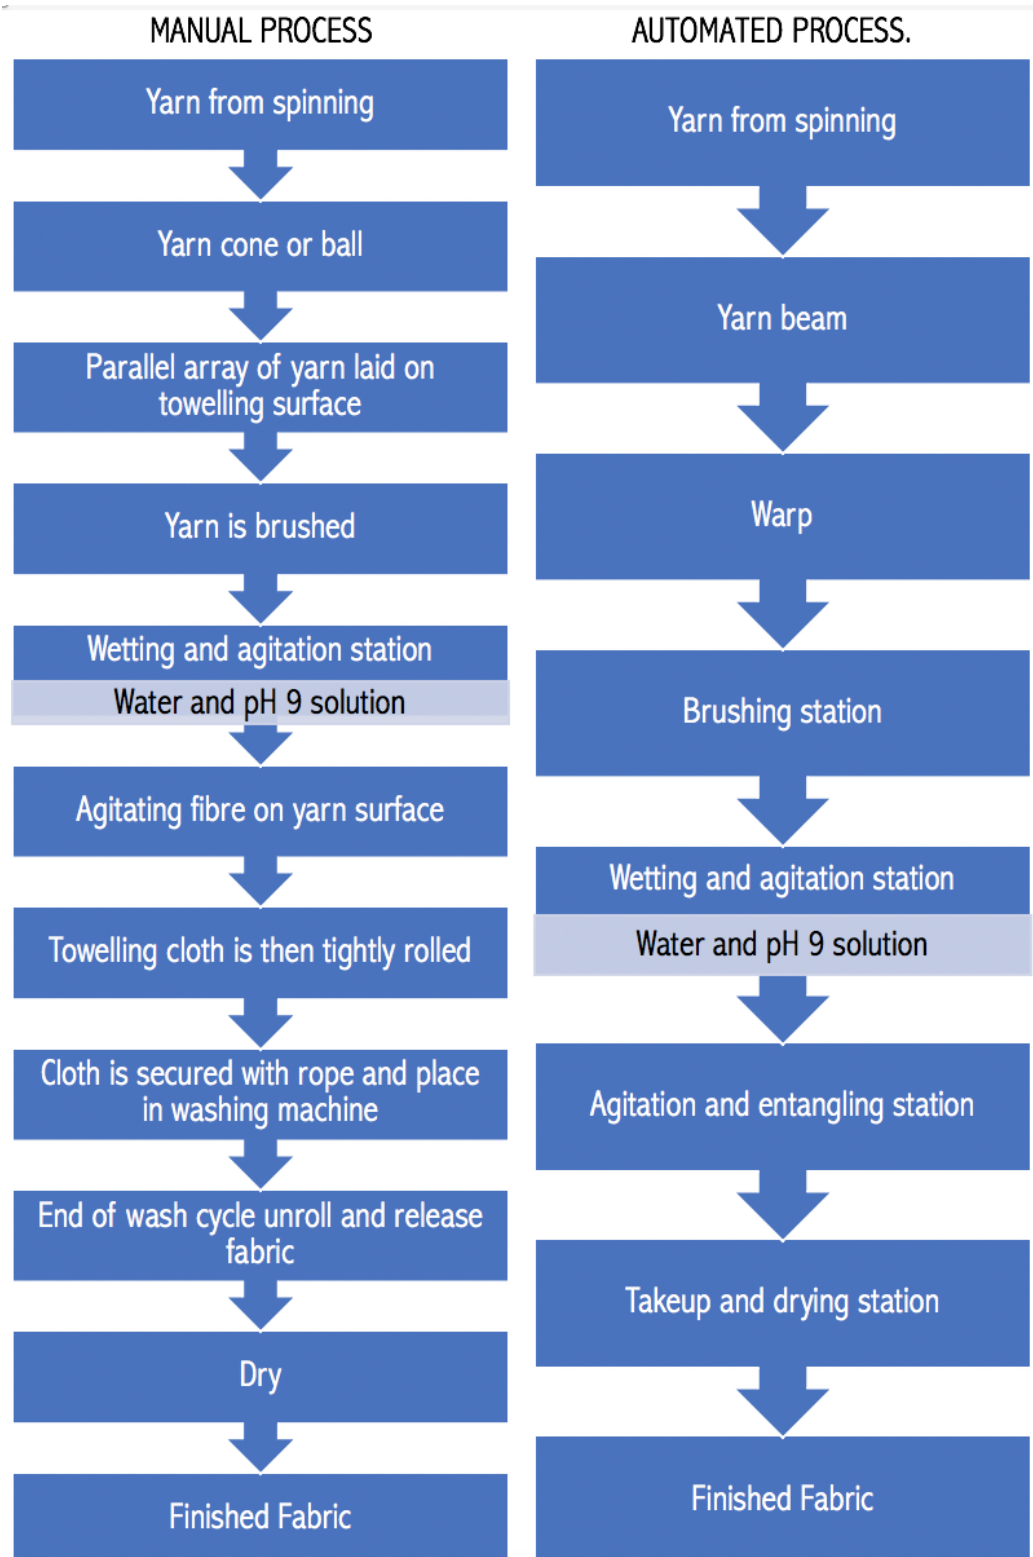 MANUAL PROCESS
Yarn from spinning
Yarn cone or ball
Parallel array of yarn laid on
towelling surface
Yarn is brushed
Wetting and agitation station
Water and pH 9 solution
Agitating fibre on yarn surface
Towelling cloth is then tightly rolled
Cloth is secured with rope and place
in washing machine
End of wash cycle unroll and release
fabric
Dry
Finished Fabric
AUTOMATED PROCESS.
Yarn from spinning
Yarn beam
Warp
Brushing station
Wetting and agitation station
Water and pH 9 solution
Agitation and entangling station
Takeup and drying station
Finished Fabric